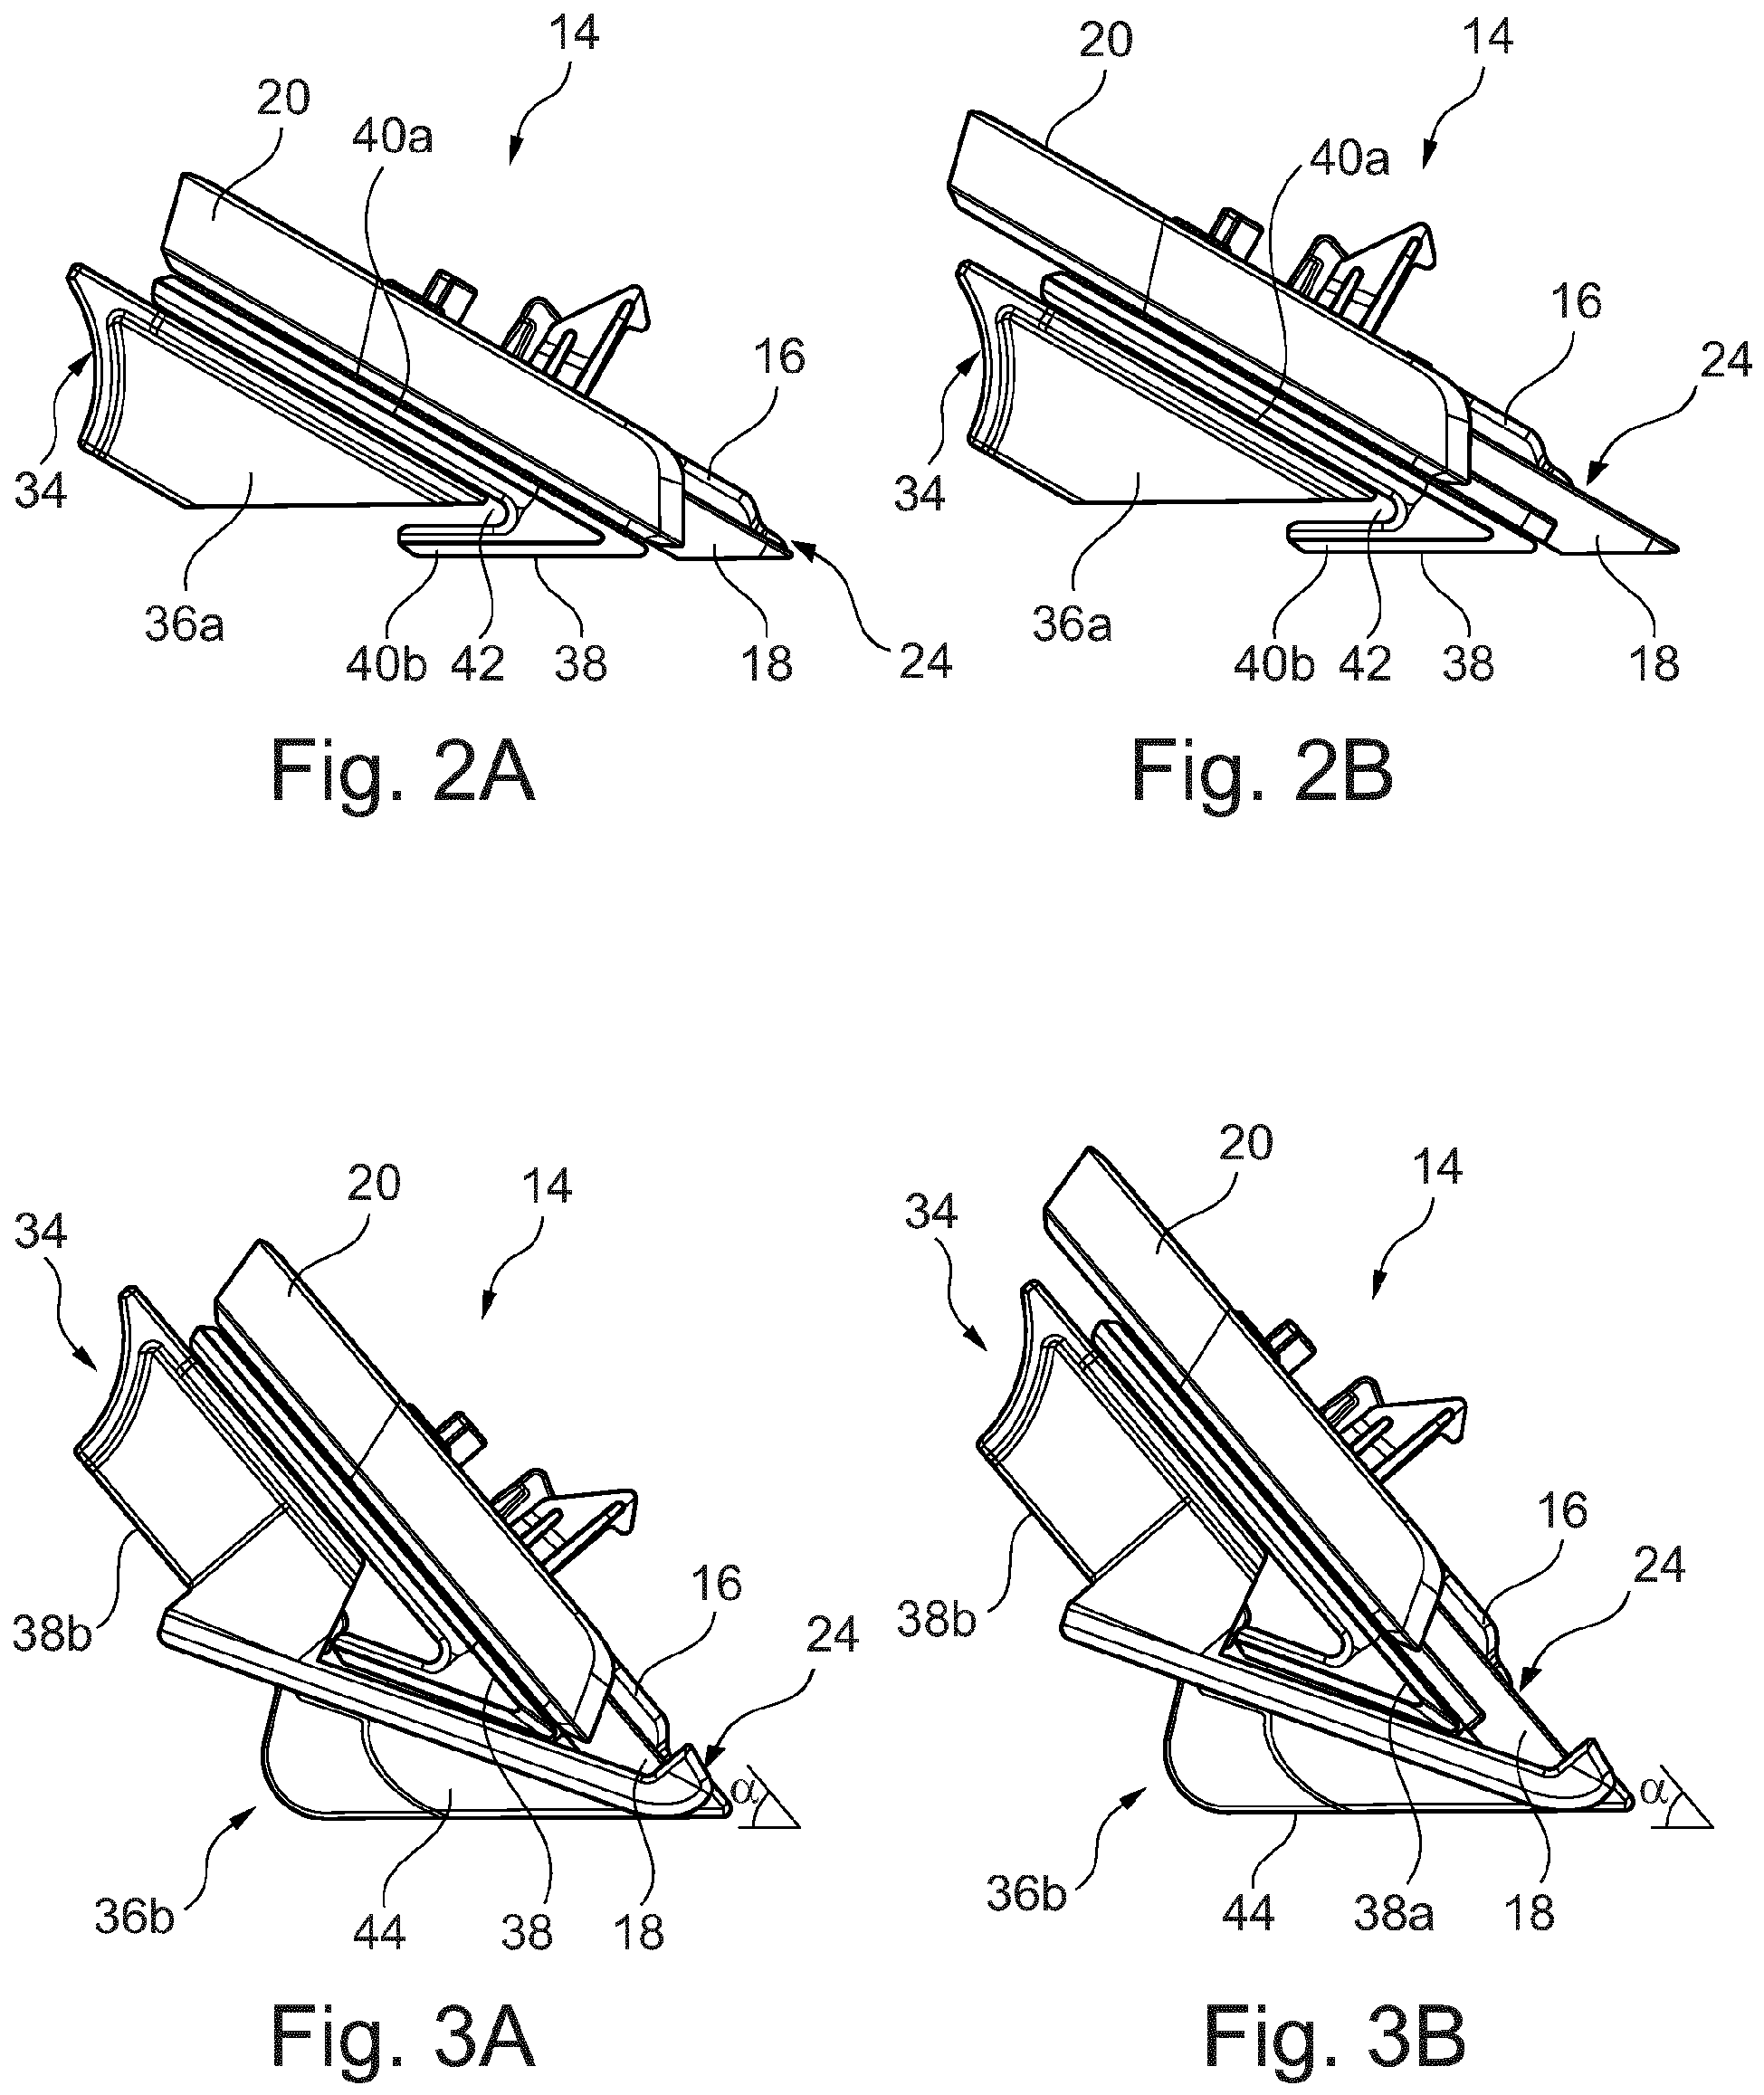 14 20 14
20 40a 40a
16 16 24
34 34
36a 40b 42 38 18 24 36a 40b 42 38 18
Fig. 2A Fig. 2B
20 14 20 14
34 34
16 16 24
38b 24 38b
α α
36b 44 38 18 36b 44 38a 18
Fig. 3A Fig. 3B